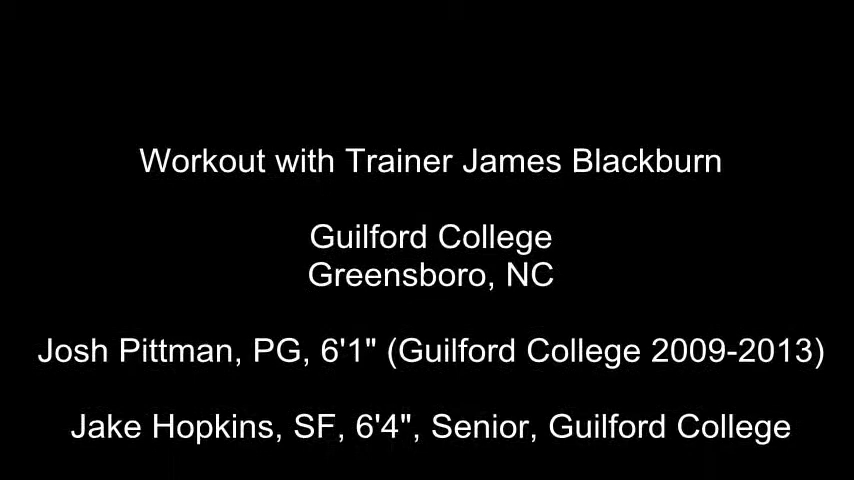 Workout with Trainer James Blackburn
Guilford College
Greensboro, NC
Josh Pittman, PG, 6'1" (Guilford College 2009-2013)
Jake Hopkins, SF, 6'4", Senior, Guilford College